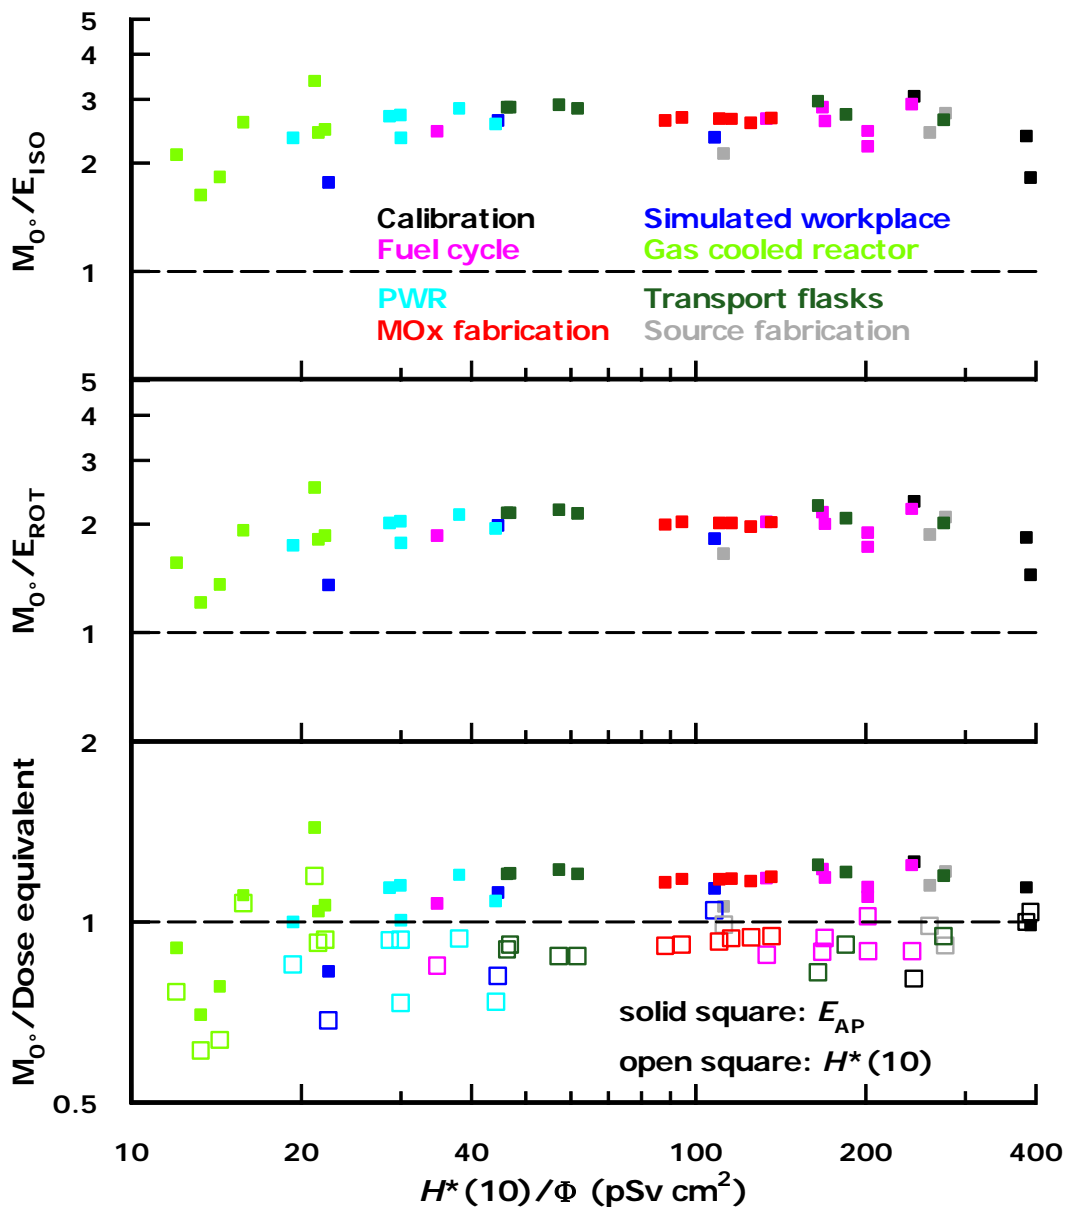 5
4
3
2
1
M0°/EISO
Calibration
Simulated workplace
Fuel cycle
Gas cooled reactor
PWR
Transport flasks
MOx fabrication
Source fabrication
5
4
3
2
1
M0°/EROT
2
1
0.5
M0°/Dose equivalent
solid square: EAP
open square: H*(10)
10 20 40 100 200 400
H*(10)/Φ (pSv cm²)